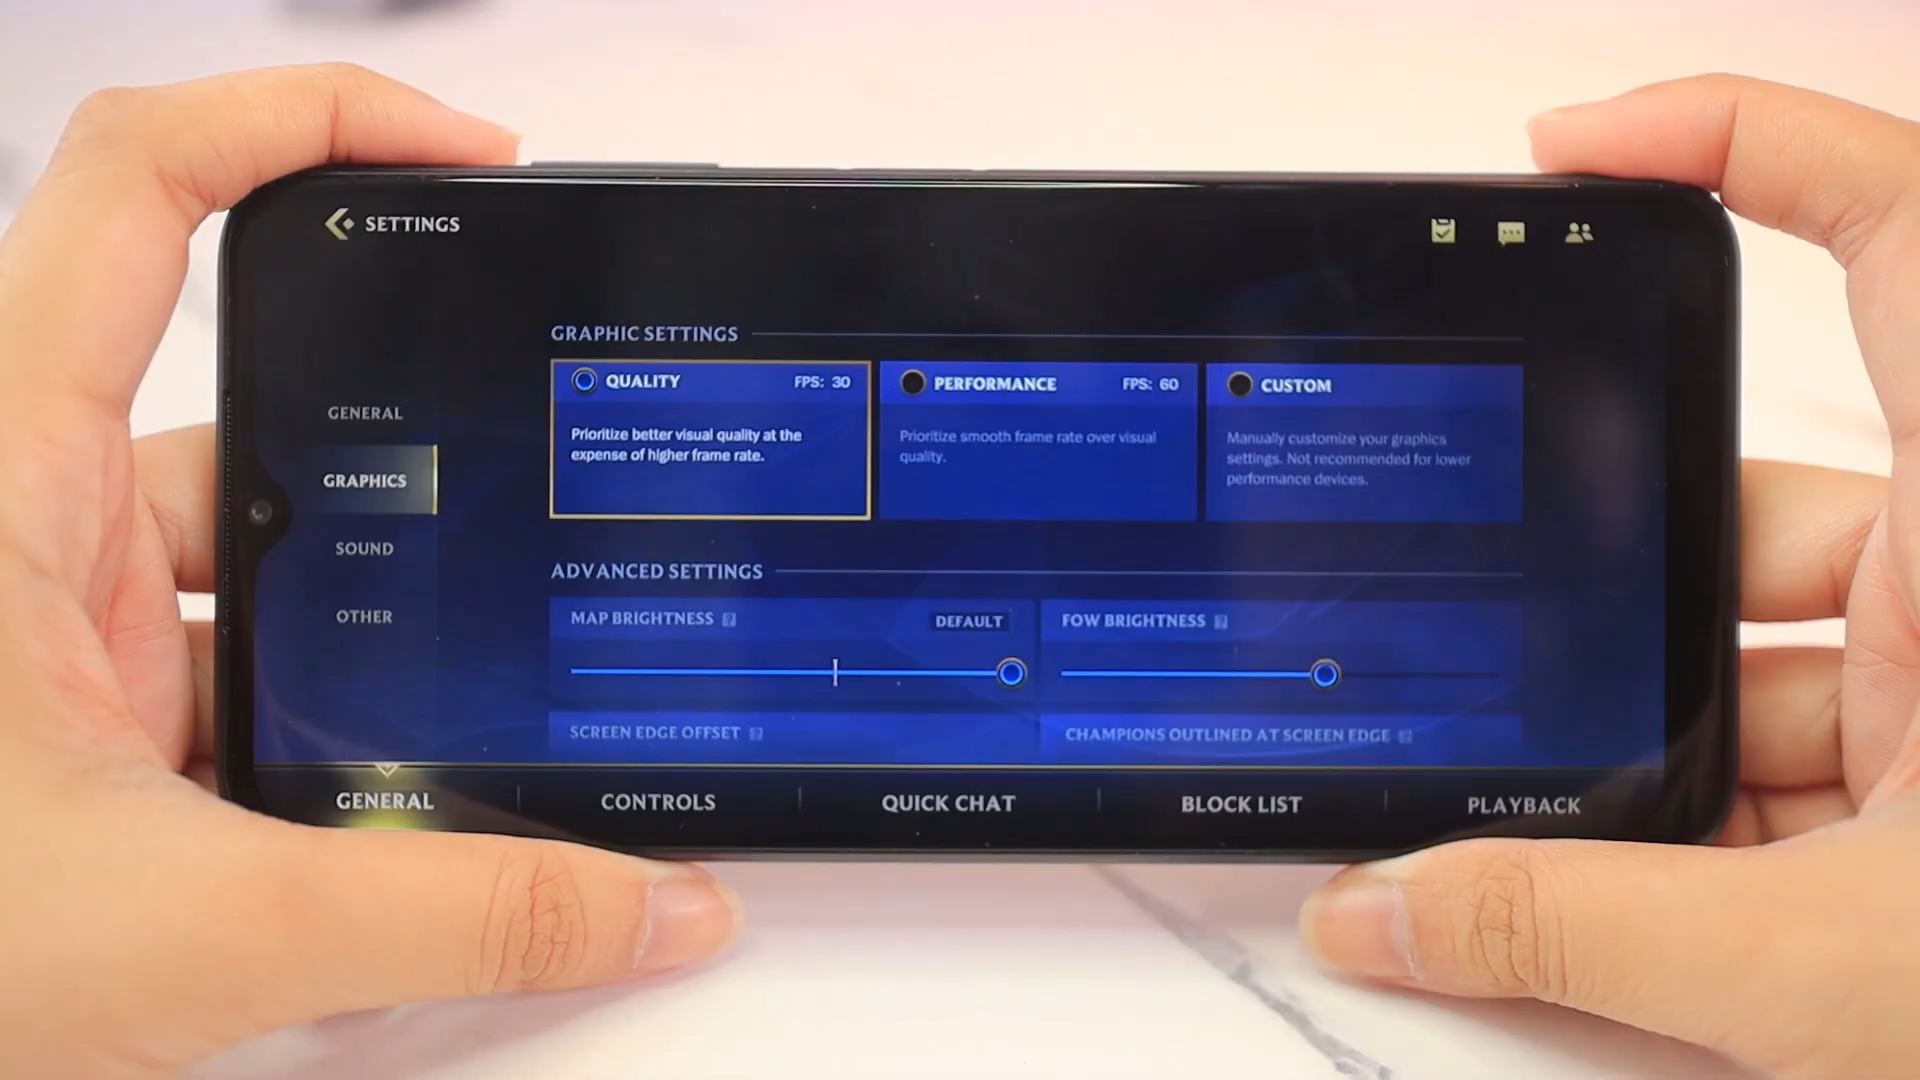 SETTINGS
GRAPHIC SETTINGS
QUALITY FPS: 30
Prioritize better visual quality at the
expense of higher frame rate.
PERFORMANCE FPS: 60
Prioritize smooth frame rate over visual
quality.
CUSTOM
Manually customize your graphics
settings. Not recommended for lower
performance devices.
GENERAL
GRAPHICS
SOUND
OTHER
ADVANCED SETTINGS
MAP BRIGHTNESS ? DEFAULT
FOW BRIGHTNESS ?
SCREEN EDGE OFFSET ?
CHAMPIONS OUTLINED AT SCREEN EDGE ?
GENERAL
CONTROLS
QUICK CHAT
BLOCK LIST
PLAYBACK